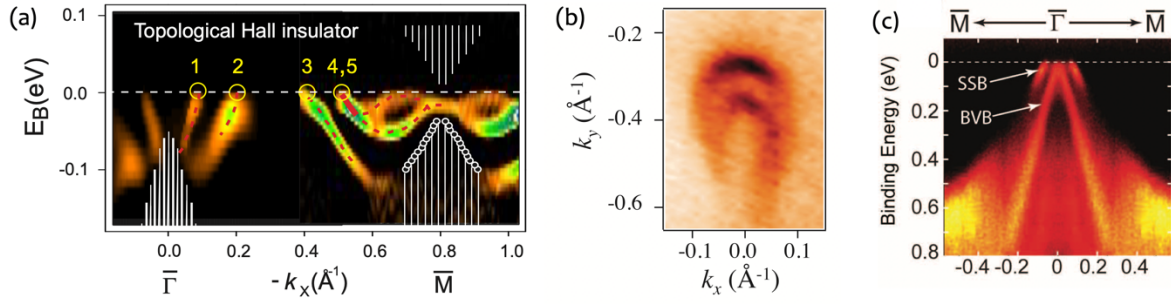 (a)
Topological Hall insulator
1
2
3
4,5
E_B(eV)
0.1
0.0
-0.1
0.0
0.2
0.4
0.6
0.8
1.0
Γ̅
- k_x(Å⁻¹)
M̅
(b)
k_y (Å⁻¹)
-0.2
-0.4
-0.6
-0.1
0.0
0.1
k_x (Å⁻¹)
(c)
M̅ Γ̅ M̅
Binding Energy (eV)
0
0.2
0.4
0.6
0.8
SSB
BVB
-0.4
-0.2
0
0.2
0.4